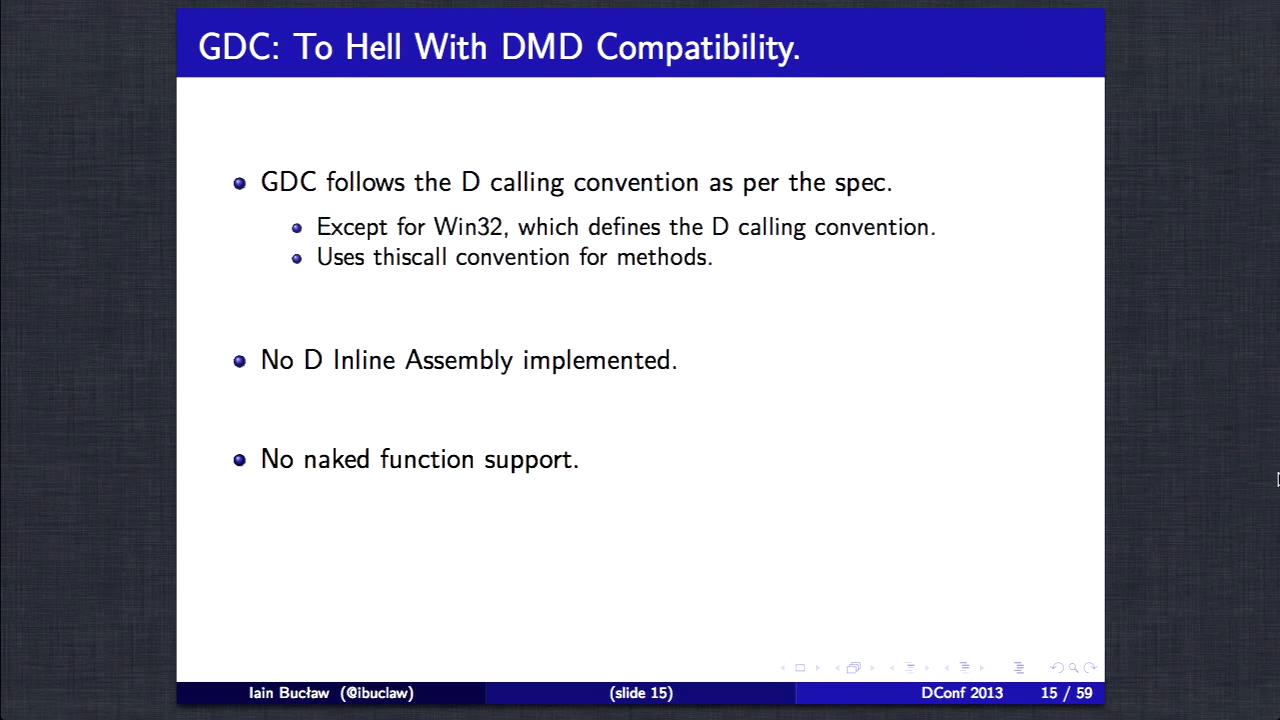 GDC: To Hell With DMD Compatibility.
GDC follows the D calling convention as per the spec.
Except for Win32, which defines the D calling convention.
Uses thiscall convention for methods.
No D Inline Assembly implemented.
No naked function support.
Iain Bucław (@ibuclaw) (slide 15) DConf 2013 15 / 59